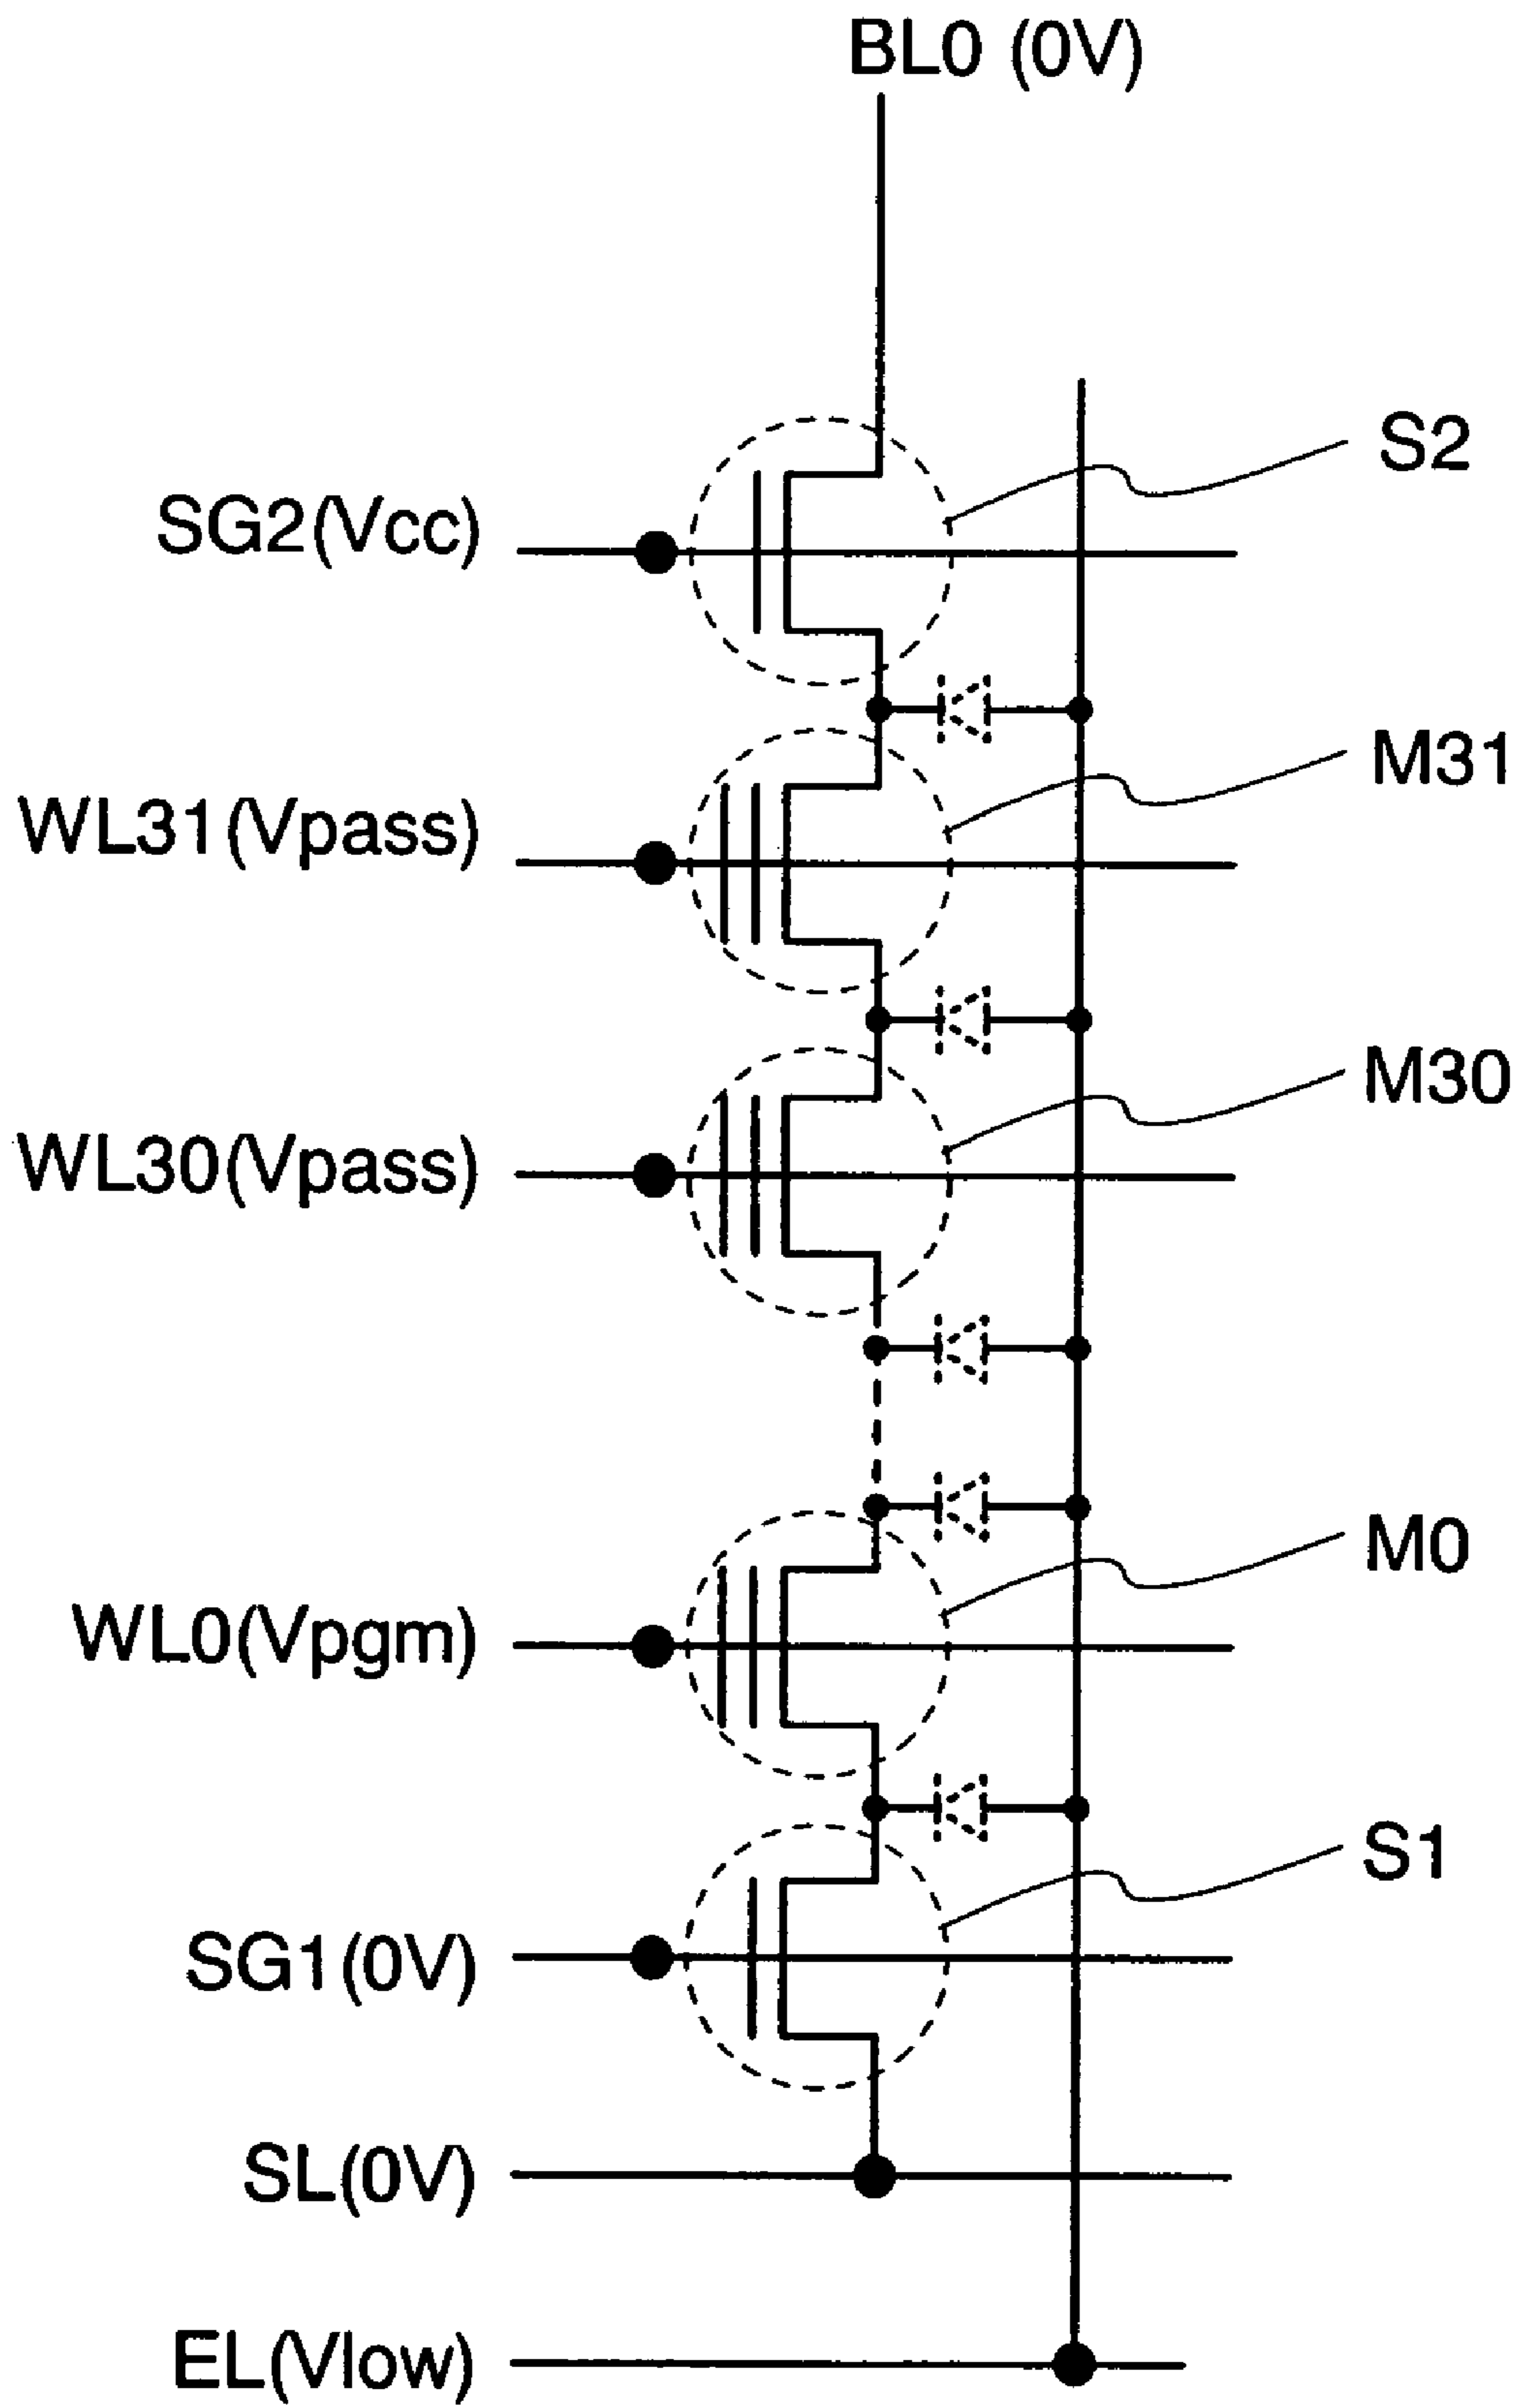 BL0 (0V)
S2
SG2(Vcc)
M31
WL31(Vpass)
M30
WL30(Vpass)
M0
WL0(Vpgm)
S1
SG1(0V)
SL(0V)
EL(Vlow)